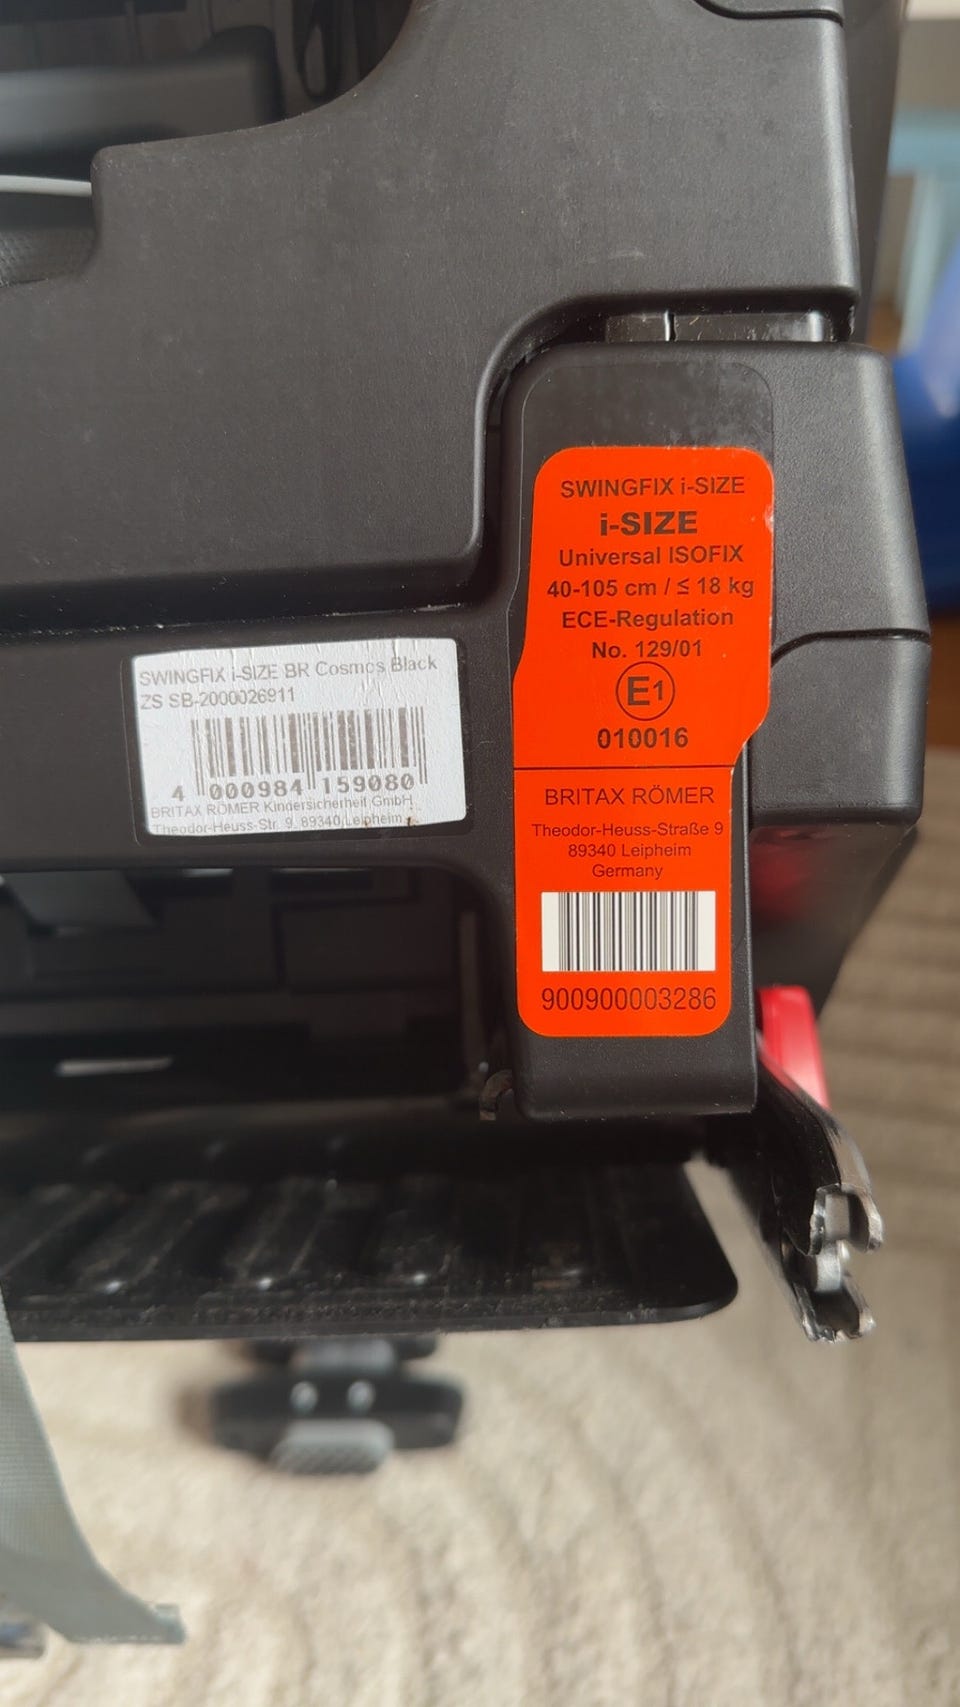 SWINGFIX i-SIZE
i-SIZE
Universal ISOFIX
40-105 cm / ≤ 18 kg
ECE-Regulation
No. 129/01
E1
010016
BRITAX RÖMER
Theodor-Heuss-Straße 9
89340 Leipheim
Germany
900900003286
SWINGFIX i-SIZE BR Cosmos Black
ZS SB-2000026911
4 000984 159080
BRITAX RÖMER Kindersicherheit GmbH
Theodor-Heuss-Str. 9, 89340 Leipheim